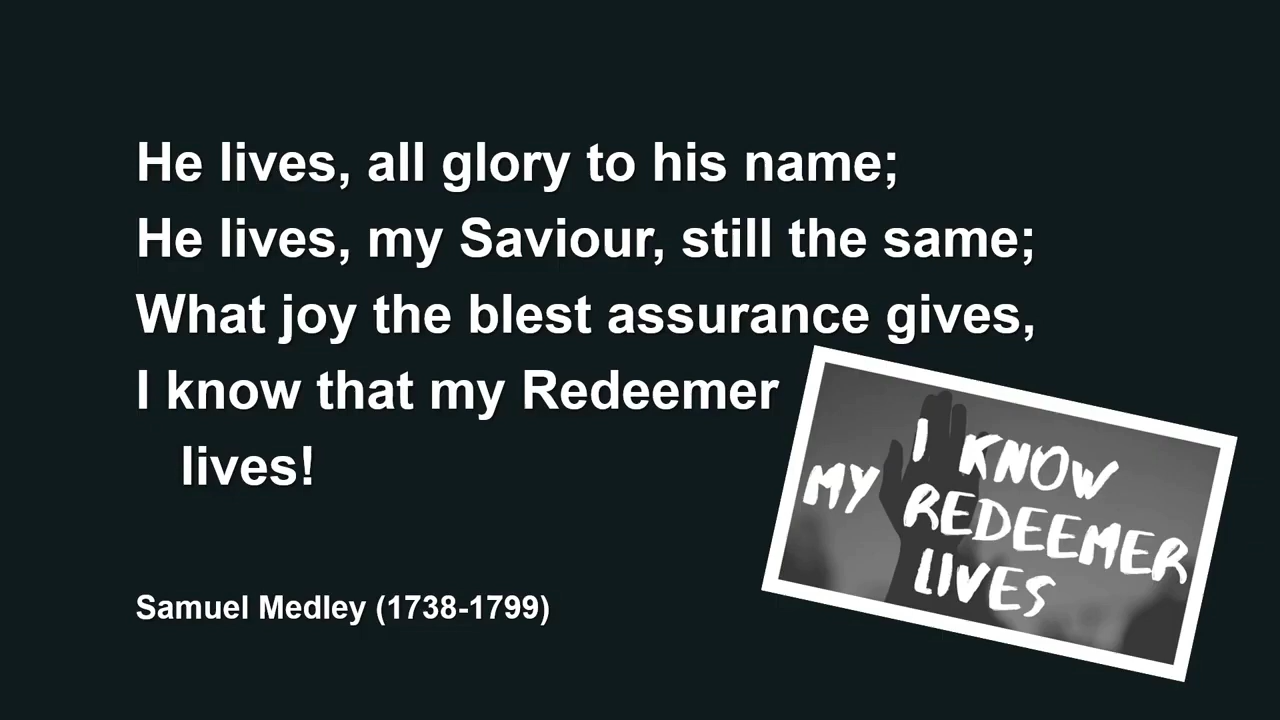 He lives, all glory to his name;
He lives, my Saviour, still the same;
What joy the blest assurance gives,
I know that my Redeemer
lives!
I KNOW
MY REDEEMER
LIVES
Samuel Medley (1738-1799)